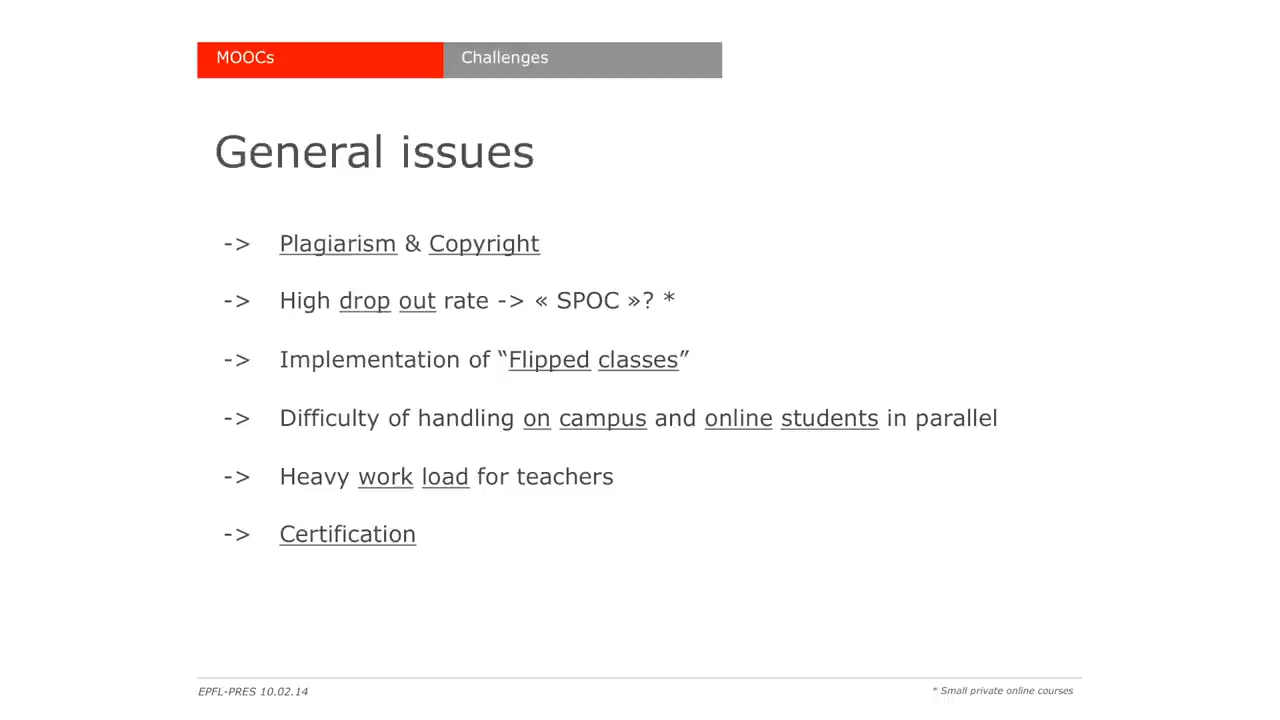 MOOCs Challenges
General issues
-> Plagiarism & Copyright
-> High drop out rate -> « SPOC »? *
-> Implementation of “Flipped classes”
-> Difficulty of handling on campus and online students in parallel
-> Heavy work load for teachers
-> Certification
EPFL-PRES 10.02.14 * Small private online courses